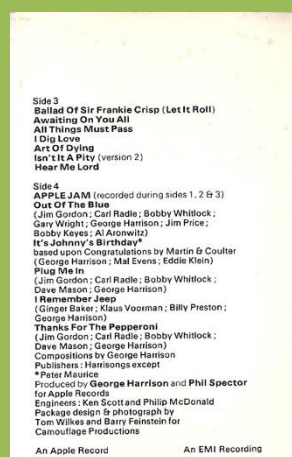 Side 3
Ballad Of Sir Frankie Crisp (Let It Roll)
Awaiting On You All
All Things Must Pass
I Dig Love
Art Of Dying
Isn't It A Pity (version 2)
Hear Me Lord
Side 4
APPLE JAM (recorded during sides 1, 2 & 3)
Out Of The Blue
(Jim Gordon; Carl Radle; Bobby Whitlock;
Gary Wright; George Harrison; Jim Price;
Bobby Keyes; Al Aronwitz)
It's Johnny's Birthday*
based upon Congratulations by Martin & Coulter
(George Harrison; Mal Evens; Eddie Klein)
Plug Me In
(Jim Gordon; Carl Radle; Bobby Whitlock;
Dave Mason; George Harrison)
I Remember Jeep
(Ginger Baker; Klaus Voorman; Billy Preston;
George Harrison)
Thanks For The Pepperoni
(Jim Gordon; Carl Radle; Bobby Whitlock;
Dave Mason; George Harrison)
Compositions by George Harrison
Publishers: Harrisongs except
*Peter Maurice
Produced by George Harrison and Phil Spector
for Apple Records
Engineers: Ken Scott and Philip McDonald
Package design & photograph by
Tom Wilkes and Barry Feinstein for
Camouflage Productions
An Apple Record An EMI Recording